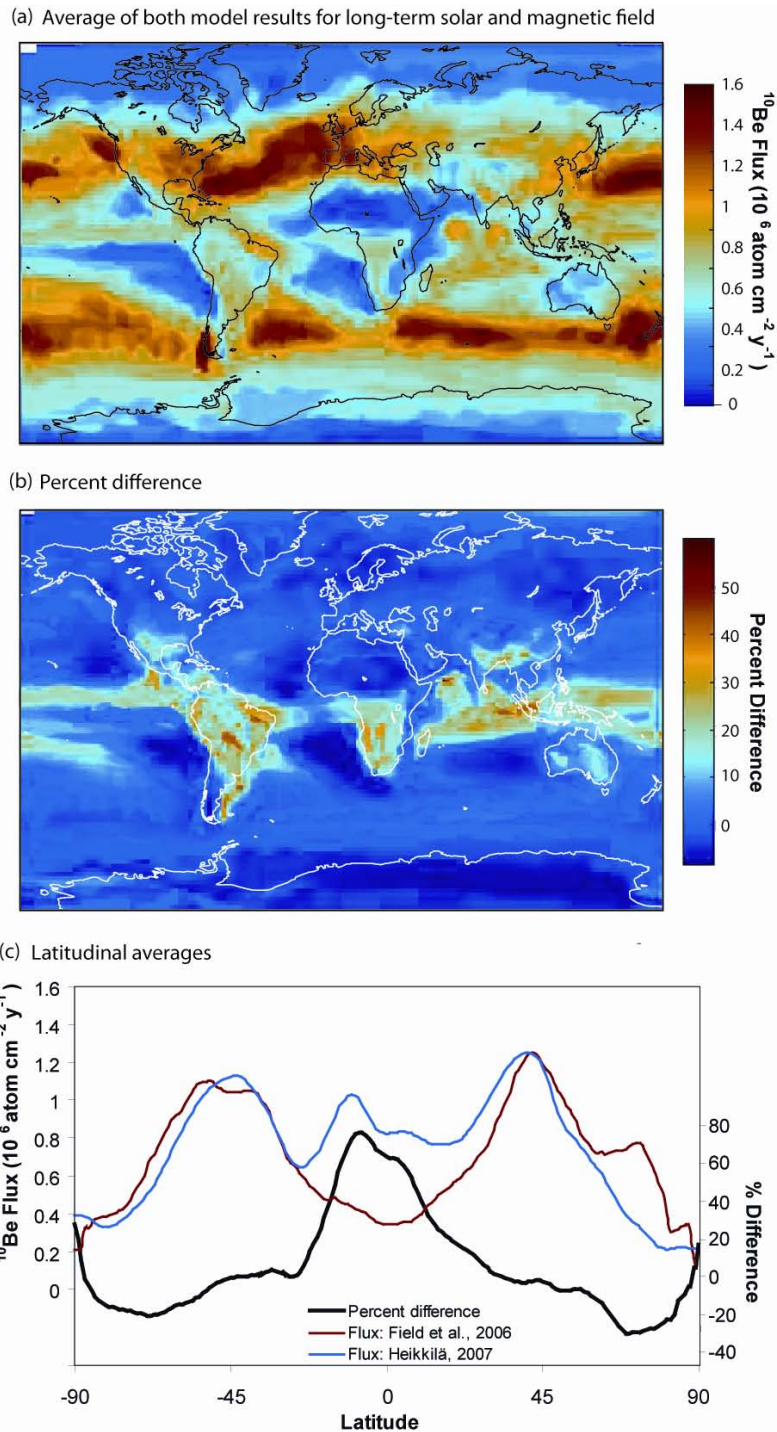 (a) Average of both model results for long-term solar and magnetic field
1.6
1.4
1.2
1
0.8
0.6
0.4
0.2
0
¹⁰Be Flux (10⁶ atom cm⁻² y⁻¹)
(b) Percent difference
50
40
30
20
10
0
Percent Difference
(c) Latitudinal averages
¹⁰Be Flux (10⁶ atom cm⁻² y⁻¹)
1.6
1.4
1.2
1
0.8
0.6
0.4
0.2
0
80
60
40
20
0
-20
-40
% Difference
Percent difference
Flux: Field et al., 2006
Flux: Heikkilä, 2007
-90 -45 0 45 90
Latitude